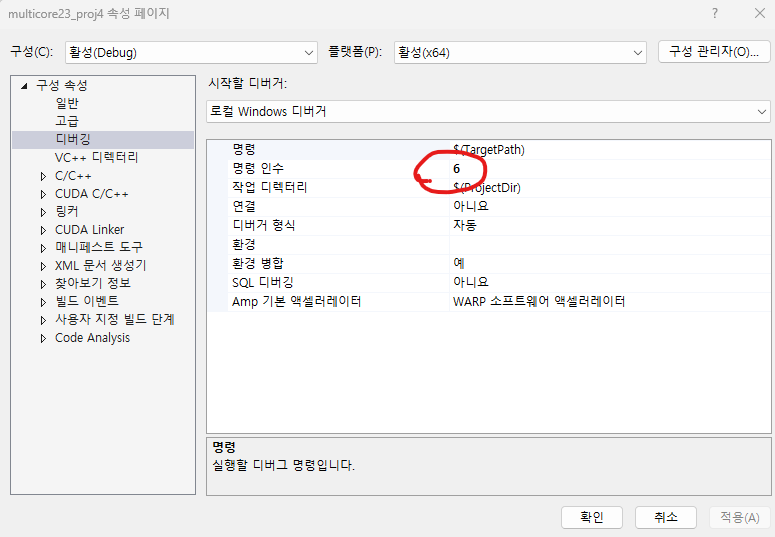 multicore23_proj4 속성 페이지
구성(C): 활성(Debug) 플랫폼(P): 활성(x64) 구성 관리자(O)...
구성 속성
일반
고급
디버깅
VC++ 디렉터리
C/C++
CUDA C/C++
링커
CUDA Linker
매니페스트 도구
XML 문서 생성기
찾아보기 정보
빌드 이벤트
사용자 지정 빌드 단계
Code Analysis
시작할 디버거:
로컬 Windows 디버거
명령 $(TargetPath)
명령 인수 6
작업 디렉터리 $(ProjectDir)
연결 아니요
디버거 형식 자동
환경
환경 병합 예
SQL 디버깅 아니요
Amp 기본 액셀러레이터 WARP 소프트웨어 액셀러레이터
명령
실행할 디버그 명령입니다.
확인 취소 적용(A)